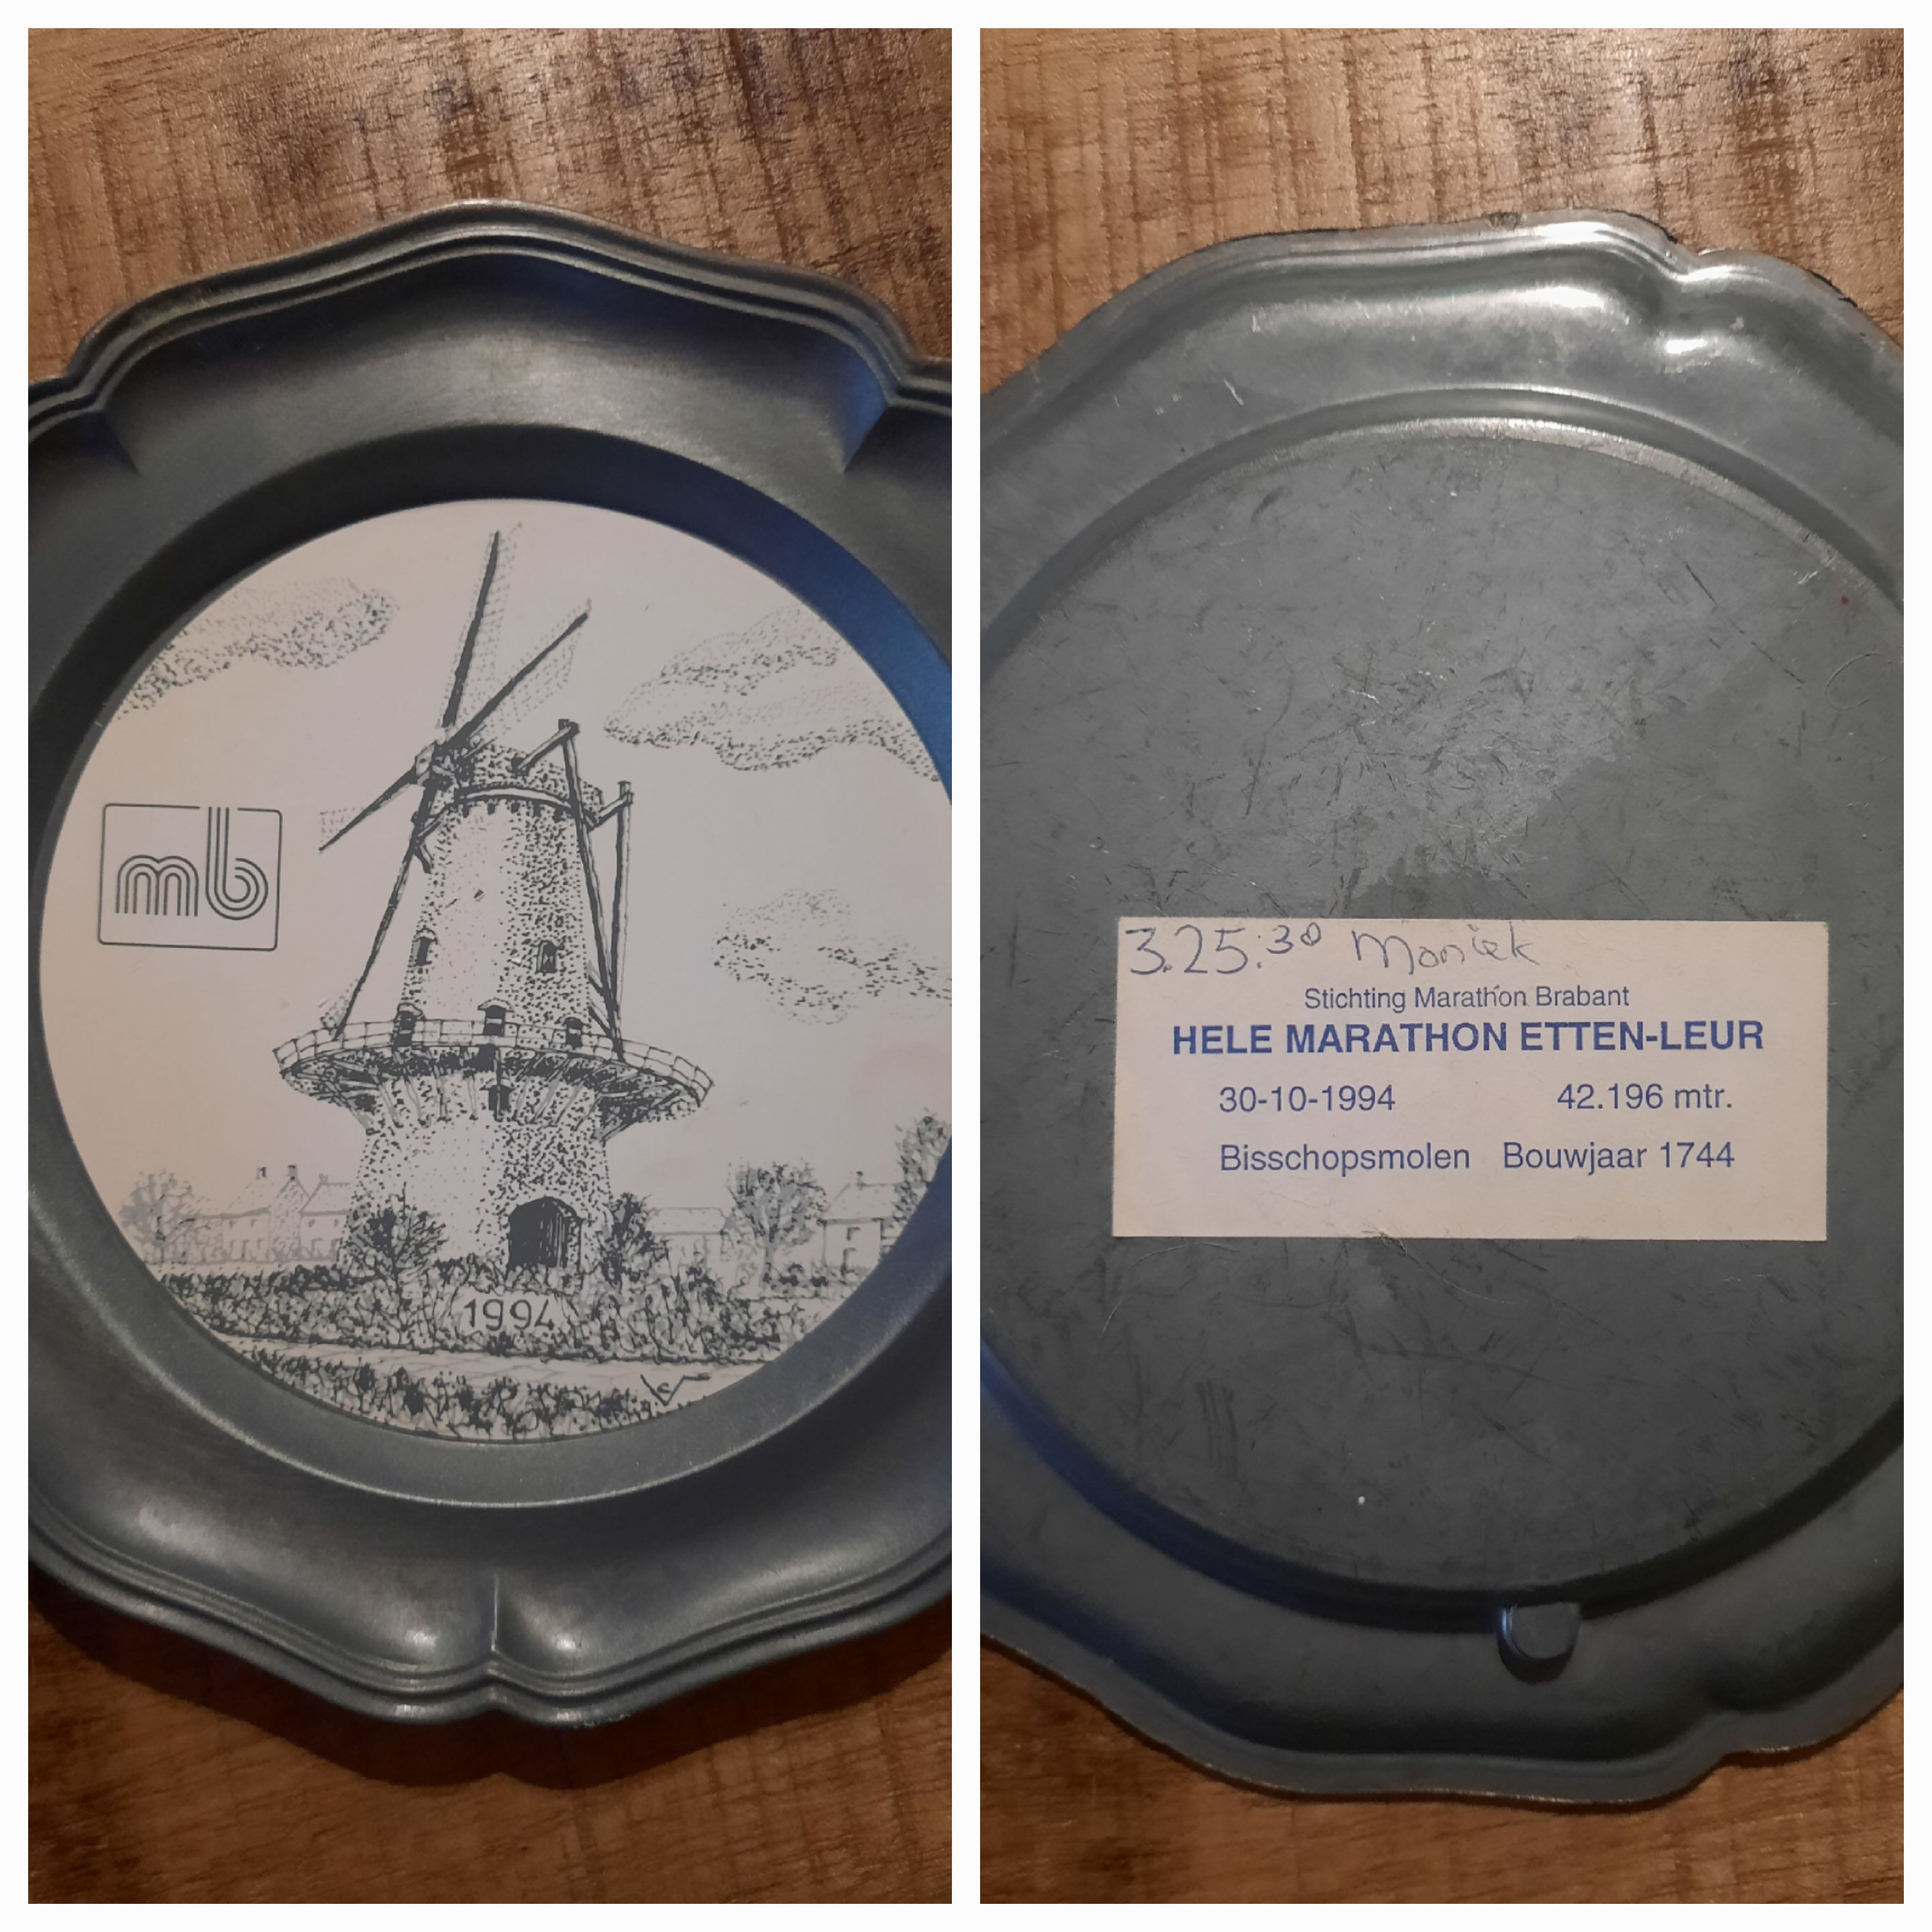 mb
1994
3.25:30 Moniek
Stichting Marathon Brabant
HELE MARATHON ETTEN-LEUR
30-10-1994 42.196 mtr.
Bisschopsmolen Bouwjaar 1744